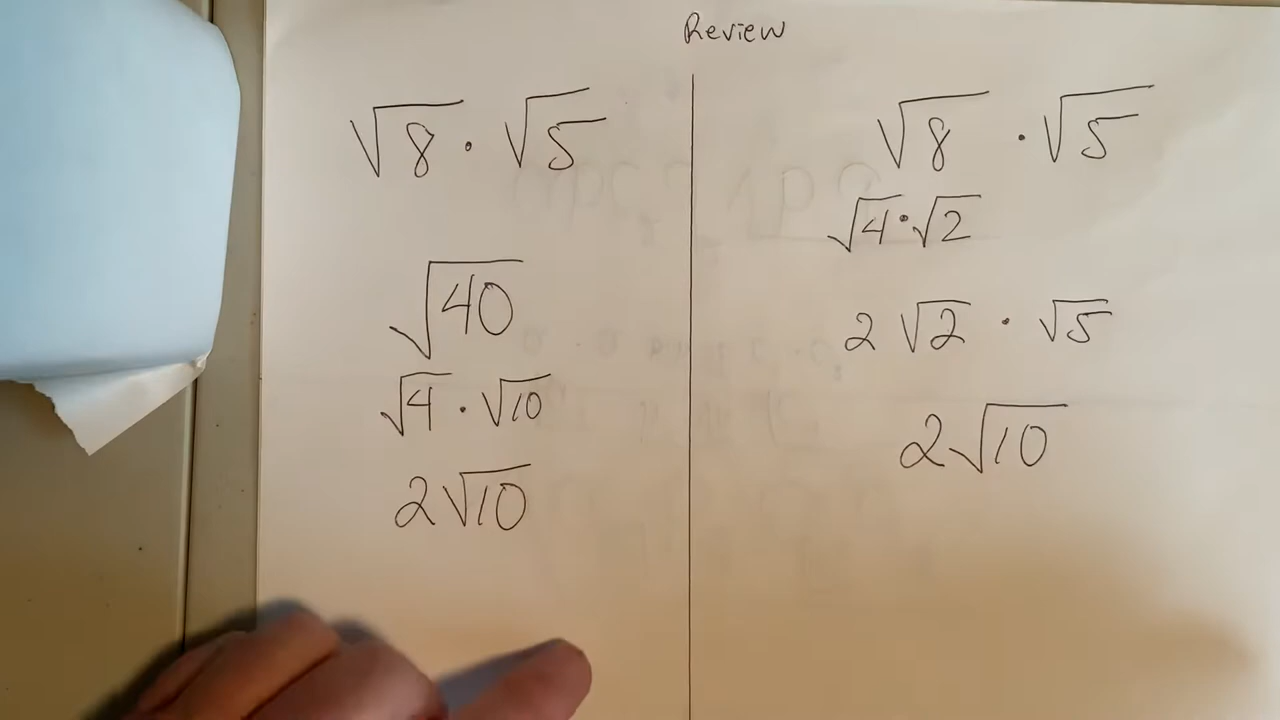 Review
√8 · √5
√40
√4 · √10
2√10
√8 · √5
√4 · √2
2√2 · √5
2√10